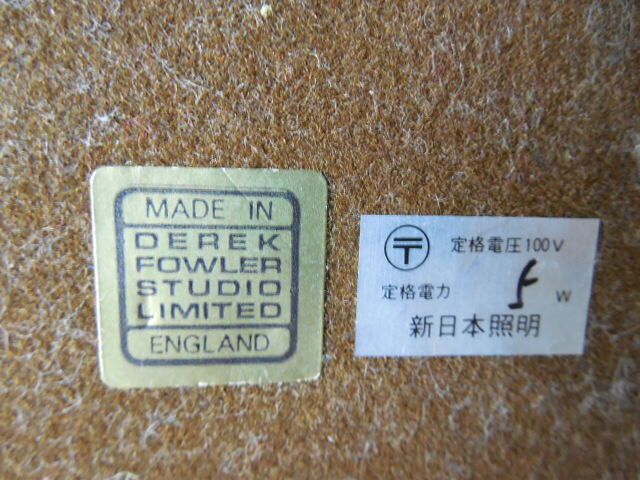 MADE IN
DEREK
FOWLER
STUDIO
LIMITED
ENGLAND
〒 定格電圧100V
定格電力 5 W
新日本照明